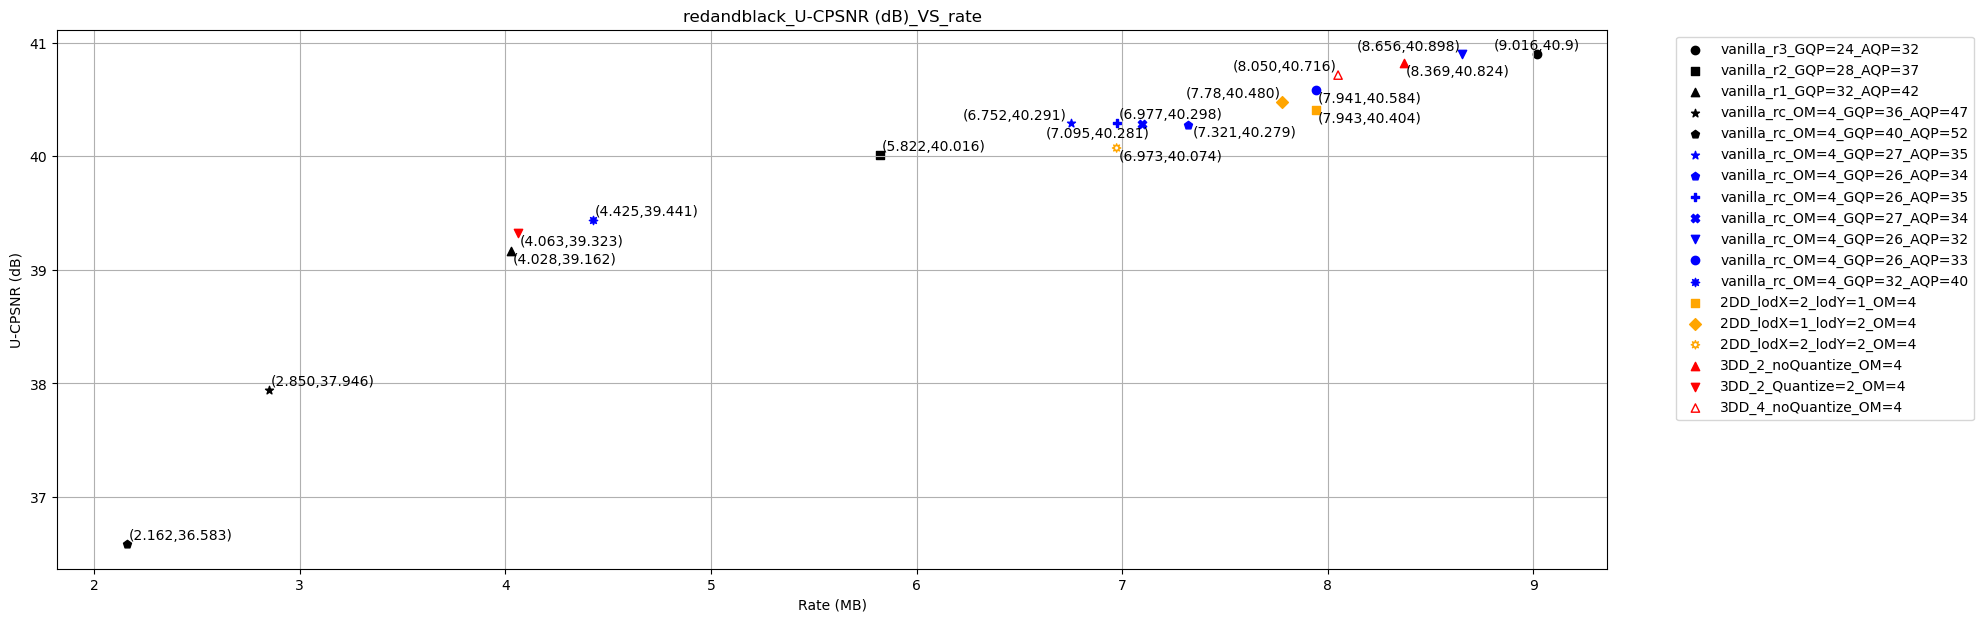 redandblack_U-CPSNR (dB)_VS_rate
41
40
39
38
37
U-CPSNR (dB)
(8.656,40.898)
(9.016,40.9)
(8.050,40.716)
(8.369,40.824)
(7.78,40.480)
(7.941,40.584)
(7.943,40.404)
(6.752,40.291)
(6.977,40.298)
(7.095,40.281)
(7.321,40.279)
(5.822,40.016)
(6.973,40.074)
(4.425,39.441)
(4.063,39.323)
(4.028,39.162)
(2.850,37.946)
(2.162,36.583)
2
3
4
5
6
7
8
9
Rate (MB)
vanilla_r3_GQP=24_AQP=32
vanilla_r2_GQP=28_AQP=37
vanilla_r1_GQP=32_AQP=42
vanilla_rc_OM=4_GQP=36_AQP=47
vanilla_rc_OM=4_GQP=40_AQP=52
vanilla_rc_OM=4_GQP=27_AQP=35
vanilla_rc_OM=4_GQP=26_AQP=34
vanilla_rc_OM=4_GQP=26_AQP=35
vanilla_rc_OM=4_GQP=27_AQP=34
vanilla_rc_OM=4_GQP=26_AQP=32
vanilla_rc_OM=4_GQP=26_AQP=33
vanilla_rc_OM=4_GQP=32_AQP=40
2DD_lodX=2_lodY=1_OM=4
2DD_lodX=1_lodY=2_OM=4
2DD_lodX=2_lodY=2_OM=4
3DD_2_noQuantize_OM=4
3DD_2_Quantize=2_OM=4
3DD_4_noQuantize_OM=4